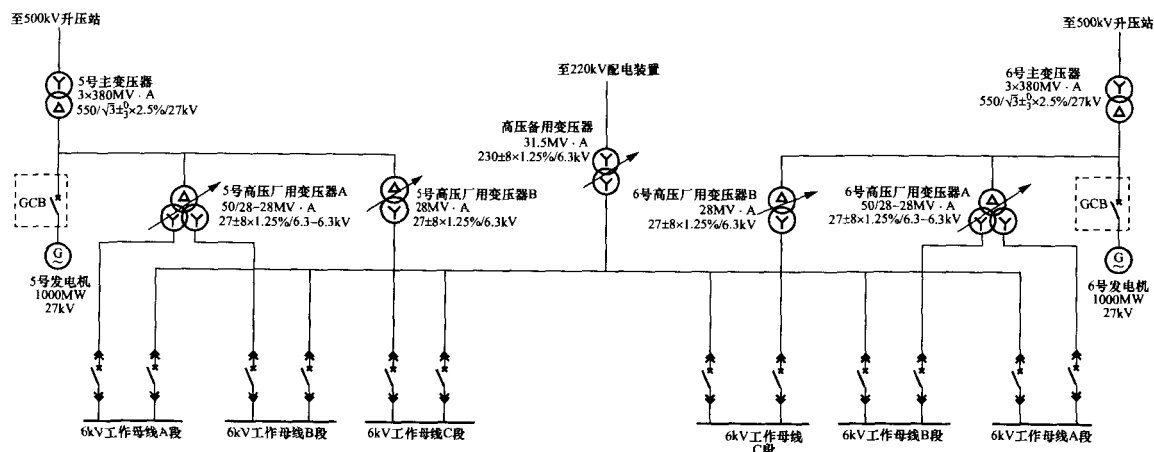 至500kV升压站
5号主变压器
3×380MV·A
550/√3±⁰₃×2.5%/27kV
GCB
G
~
5号发电机
1000MW
27kV
5号高压厂用变压器A
50/28-28MV·A
27±8×1.25%/6.3-6.3kV
5号高压厂用变压器B
28MV·A
27±8×1.25%/6.3kV
至220kV配电装置
高压备用变压器
31.5MV·A
230±8×1.25%/6.3kV
至500kV升压站
6号主变压器
3×380MV·A
550/√3±⁰₃×2.5%/27kV
6号高压厂用变压器B
28MV·A
27±8×1.25%/6.3kV
6号高压厂用变压器A
50/28-28MV·A
27±8×1.25%/6.3-6.3kV
GCB
G
~
6号发电机
1000MW
27kV
6kV工作母线A段
6kV工作母线B段
6kV工作母线C段
6kV工作母线
C段
6kV工作母线B段
6kV工作母线A段